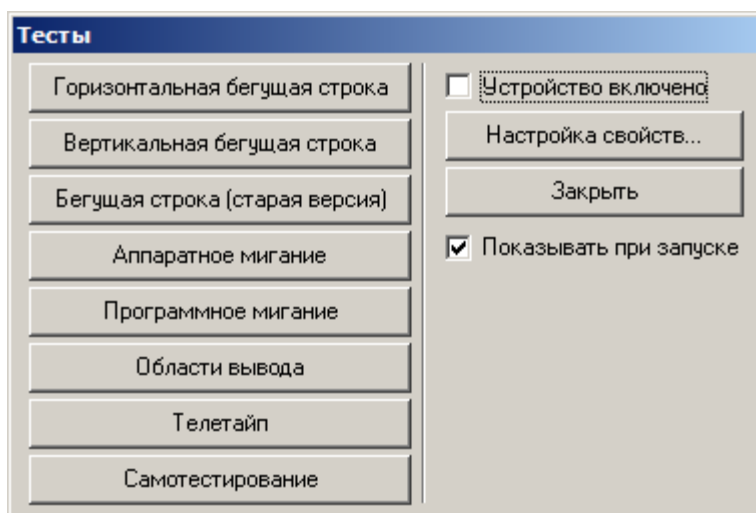 Тесты
Горизонтальная бегущая строка
Вертикальная бегущая строка
Бегущая строка (старая версия)
Аппаратное мигание
Программное мигание
Области вывода
Телетайп
Самотестирование
Устройство включено
Настройка свойств...
Закрыть
Показывать при запуске